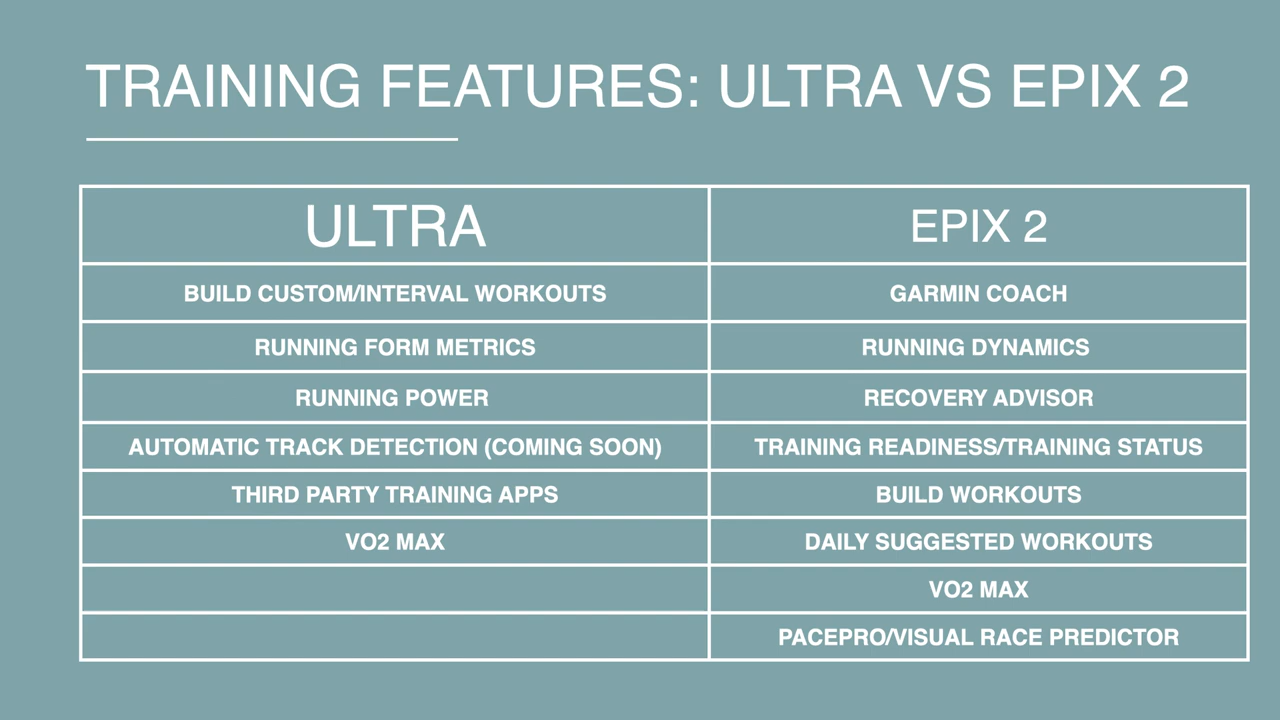 TRAINING FEATURES: ULTRA VS EPIX 2
ULTRA
EPIX 2
BUILD CUSTOM/INTERVAL WORKOUTS
GARMIN COACH
RUNNING FORM METRICS
RUNNING DYNAMICS
RUNNING POWER
RECOVERY ADVISOR
AUTOMATIC TRACK DETECTION (COMING SOON)
TRAINING READINESS/TRAINING STATUS
THIRD PARTY TRAINING APPS
BUILD WORKOUTS
VO2 MAX
DAILY SUGGESTED WORKOUTS
VO2 MAX
PACEPRO/VISUAL RACE PREDICTOR